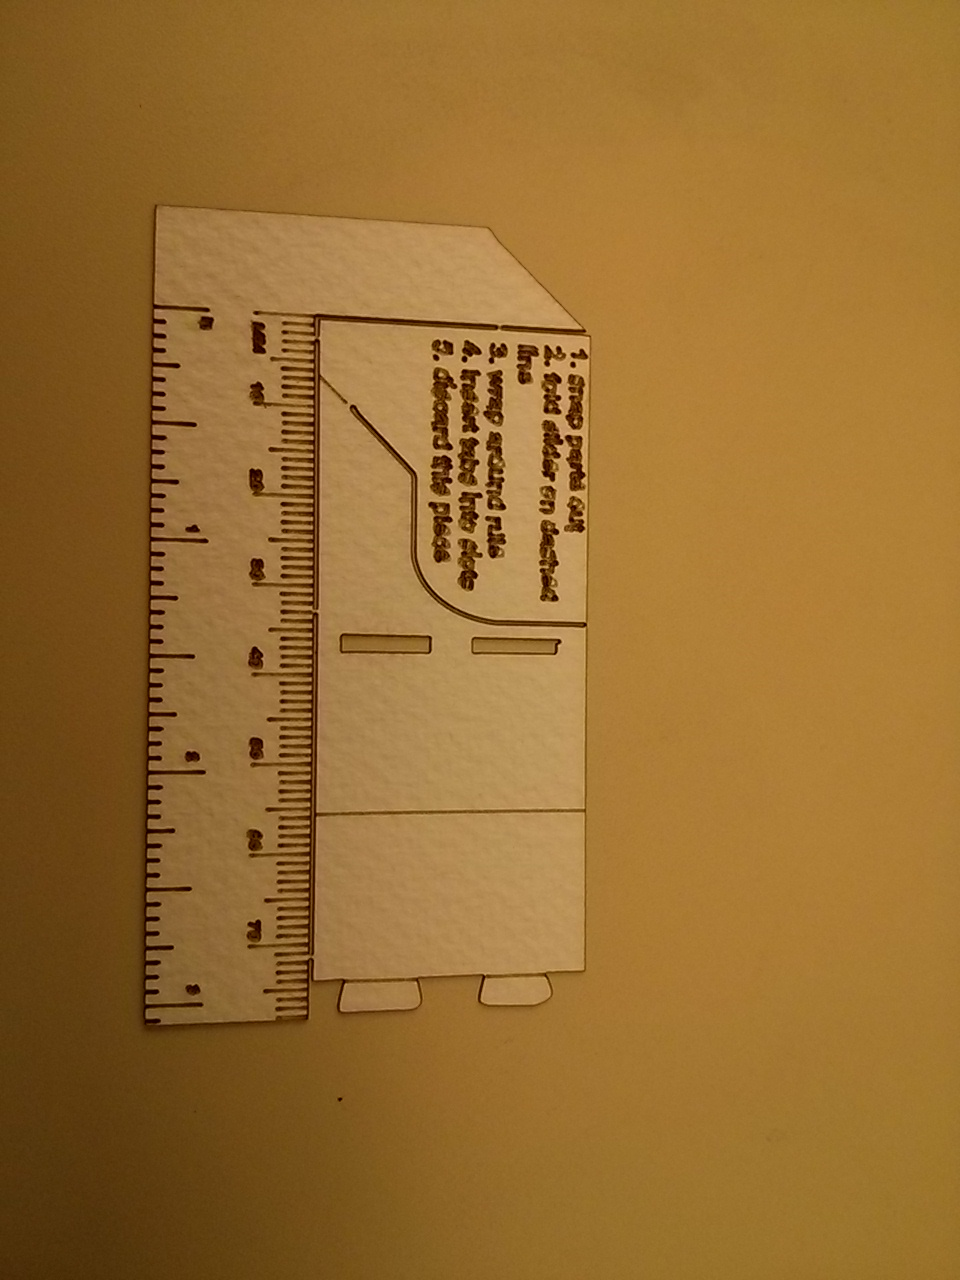 1. snap parts out
2. fold slider on dashed
line
3. wrap around rule
4. insert tabs into slots
5. discard this piece
MM 10 20 30 40 50 60 70
in 1 2 3